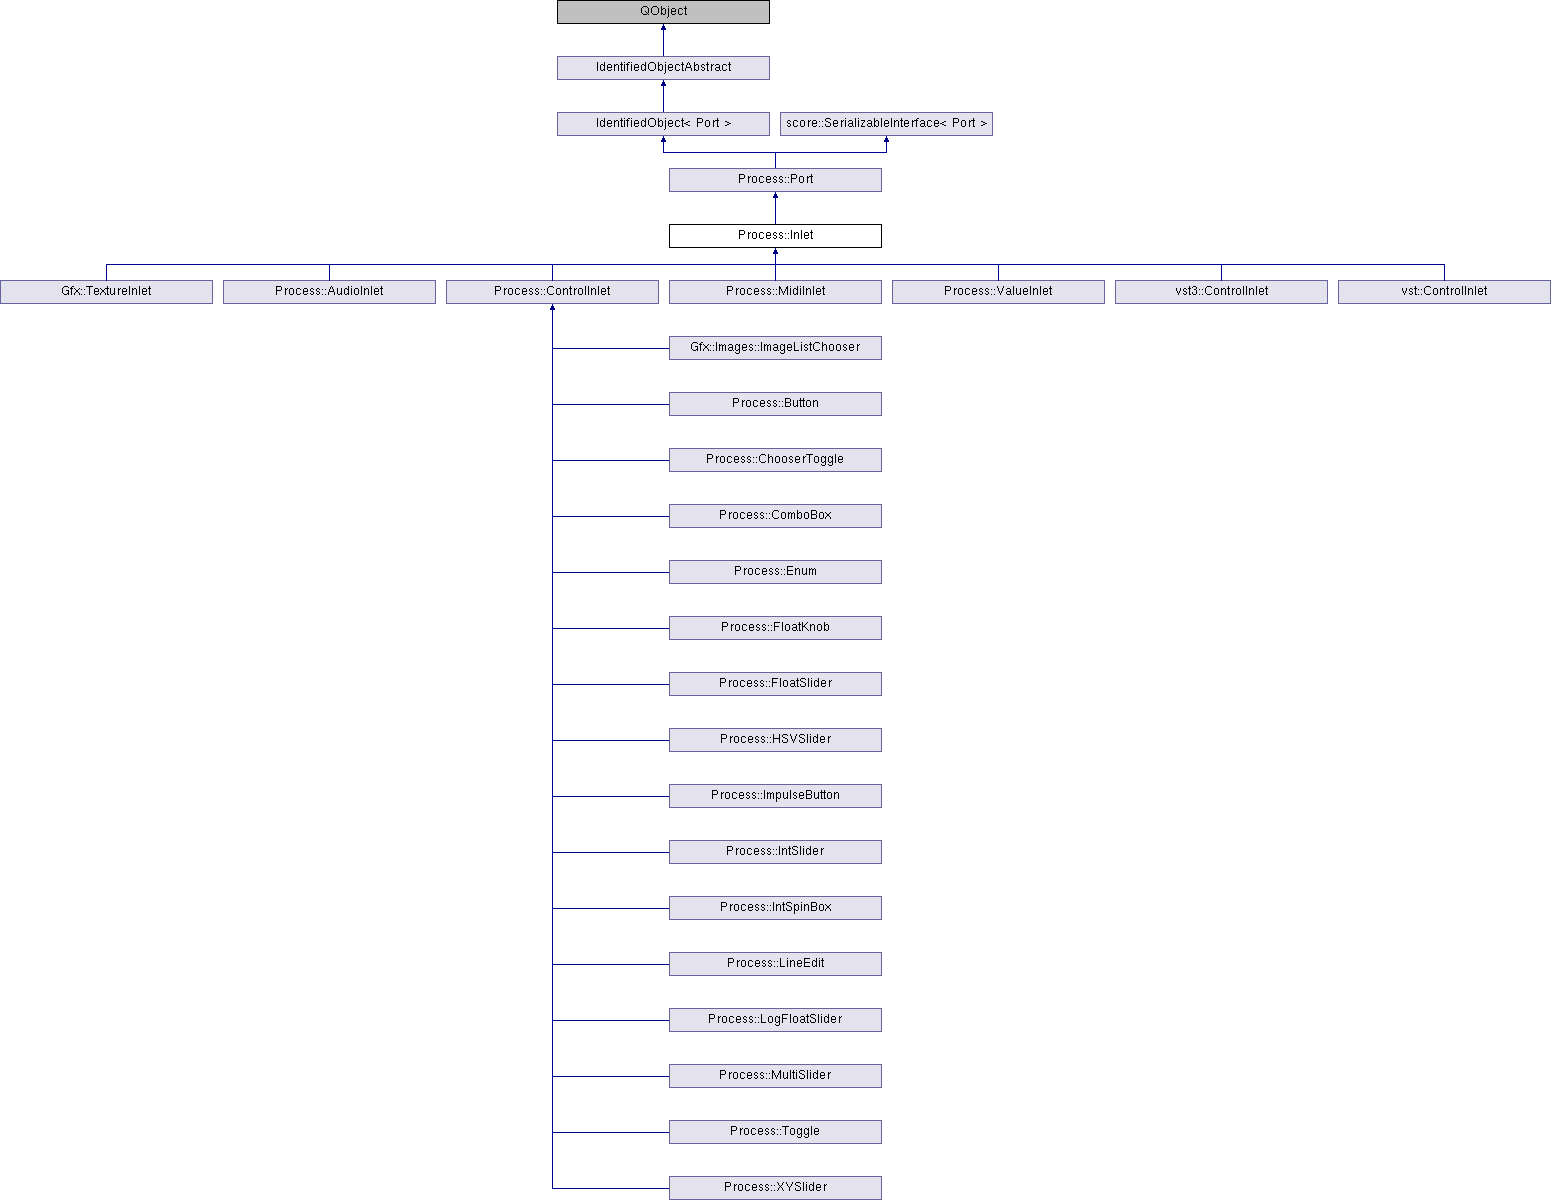 QObject
IdentifiedObjectAbstract
IdentifiedObject< Port >
score::SerializableInterface< Port >
Process::Port
Process::Inlet
Gfx::TextureInlet
Process::AudioInlet
Process::ControlInlet
Process::MidiInlet
Process::ValueInlet
vst3::ControlInlet
vst::ControlInlet
Gfx::Images::ImageListChooser
Process::Button
Process::ChooserToggle
Process::ComboBox
Process::Enum
Process::FloatKnob
Process::FloatSlider
Process::HSVSlider
Process::ImpulseButton
Process::IntSlider
Process::IntSpinBox
Process::LineEdit
Process::LogFloatSlider
Process::MultiSlider
Process::Toggle
Process::XYSlider